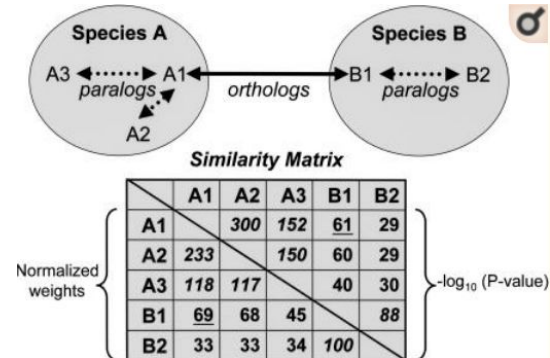 Species A
Species B
A3 A1 B1 B2
paralogs orthologs paralogs
A2
Similarity Matrix
A1 A2 A3 B1 B2
A1 300 152 61 29
A2 233 150 60 29
A3 118 117 40 30
B1 69 68 45 88
B2 33 33 34 100
Normalized
weights
-log10 (P-value)